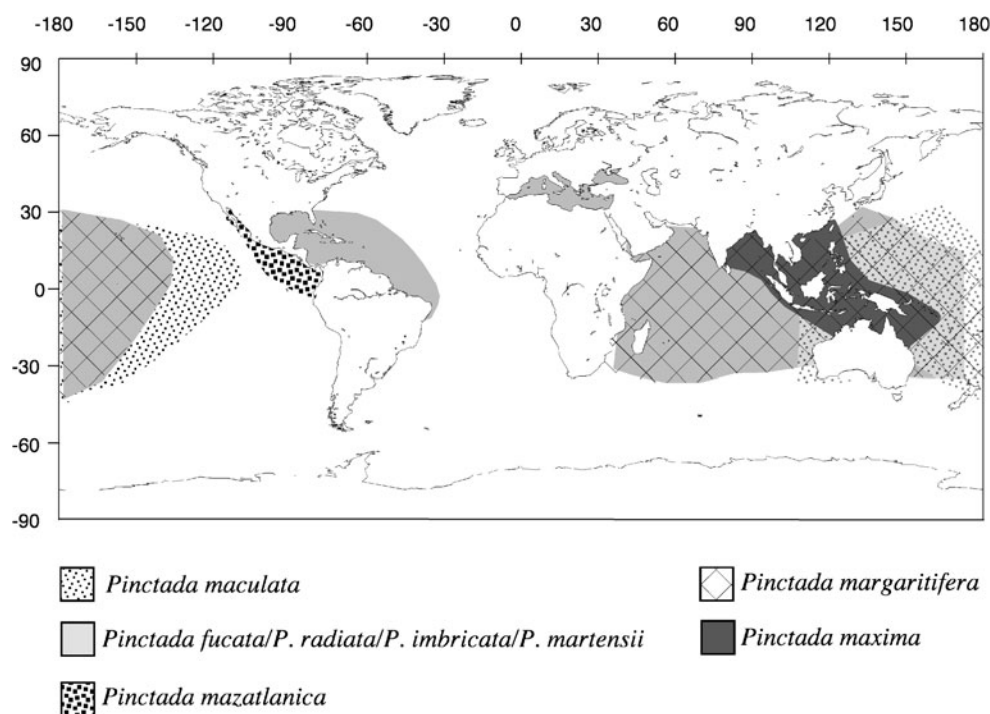 -180 -150 -120 -90 -60 -30 0 30 60 90 120 150 180
90
60
30
0
-30
-60
-90
Pinctada maculata
Pinctada margaritifera
Pinctada fucata/P. radiata/P. imbricata/P. martensii
Pinctada maxima
Pinctada mazatlanica